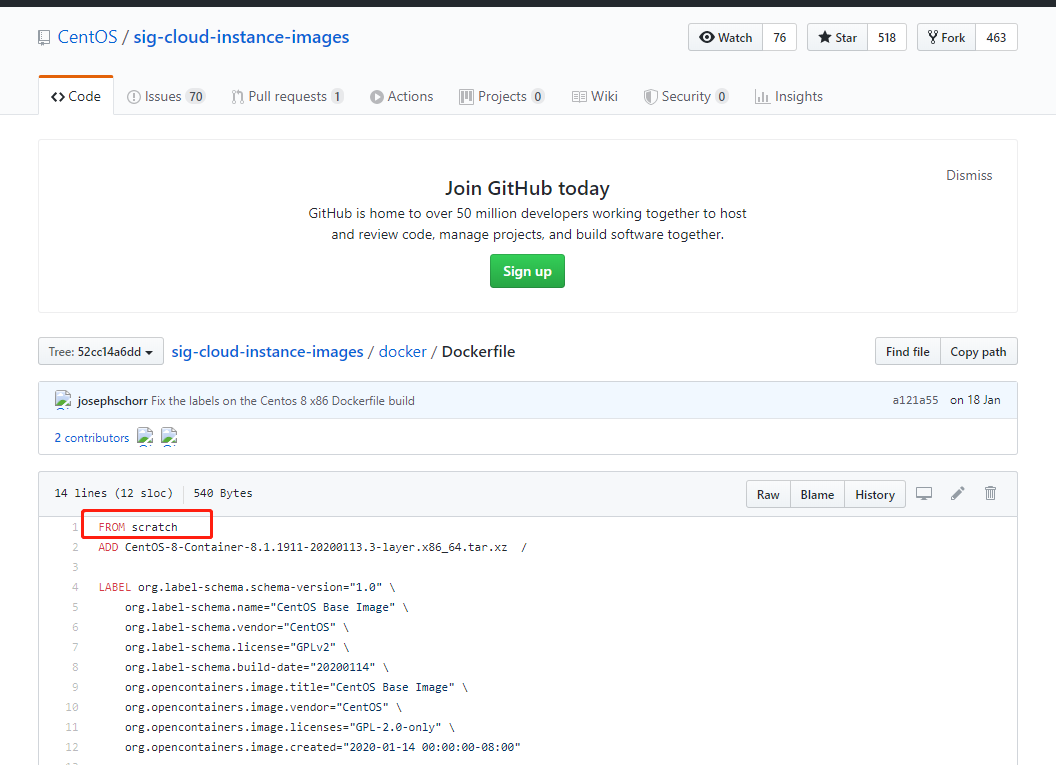 CentOS / sig-cloud-instance-images
Watch 76 Star 518 Fork 463
Code Issues 70 Pull requests 1 Actions Projects 0 Wiki Security 0 Insights
Dismiss
Join GitHub today
GitHub is home to over 50 million developers working together to host
and review code, manage projects, and build software together.
Sign up
Tree: 52cc14a6dd sig-cloud-instance-images / docker / Dockerfile Find file Copy path
josephschorr Fix the labels on the Centos 8 x86 Dockerfile build a121a55 on 18 Jan
2 contributors
14 lines (12 sloc) 540 Bytes Raw Blame History
1 FROM scratch
2 ADD CentOS-8-Container-8.1.1911-20200113.3-layer.x86_64.tar.xz /
3
4 LABEL org.label-schema.schema-version="1.0" \
5 org.label-schema.name="CentOS Base Image" \
6 org.label-schema.vendor="CentOS" \
7 org.label-schema.license="GPLv2" \
8 org.label-schema.build-date="20200114" \
9 org.opencontainers.image.title="CentOS Base Image" \
10 org.opencontainers.image.vendor="CentOS" \
11 org.opencontainers.image.licenses="GPL-2.0-only" \
12 org.opencontainers.image.created="2020-01-14 00:00:00-08:00"